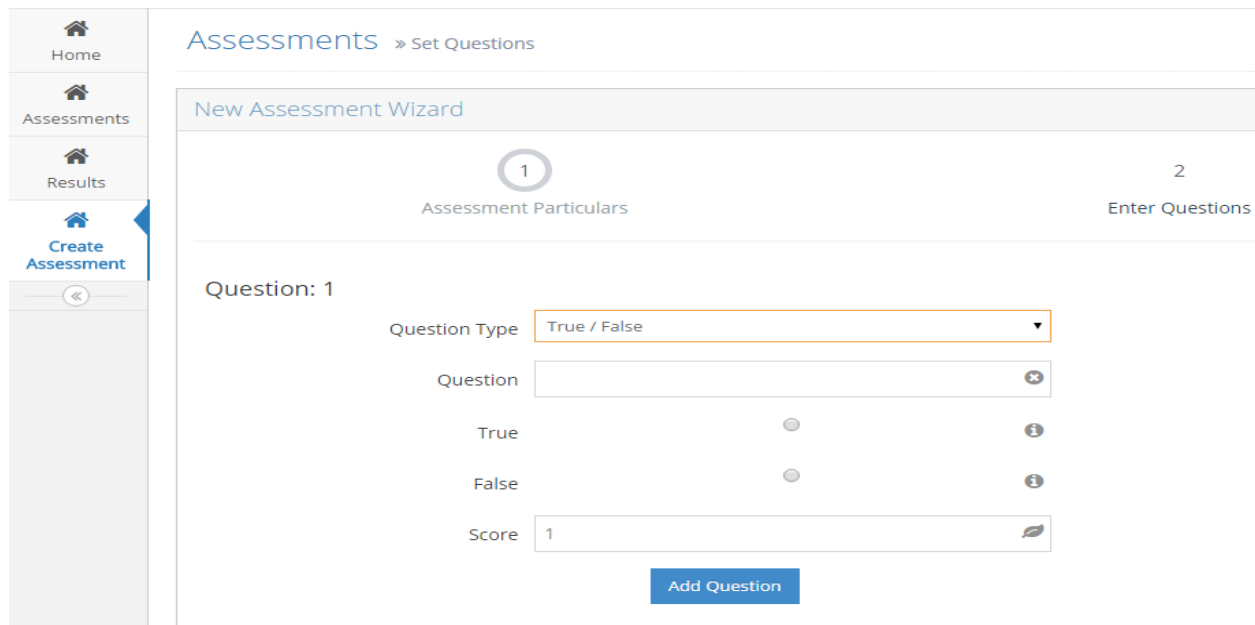 Home
Assessments
Results
Create
Assessment
Assessments » Set Questions
New Assessment Wizard
1
Assessment Particulars
2
Enter Questions
Question: 1
Question Type True / False
Question
True
False
Score 1
Add Question